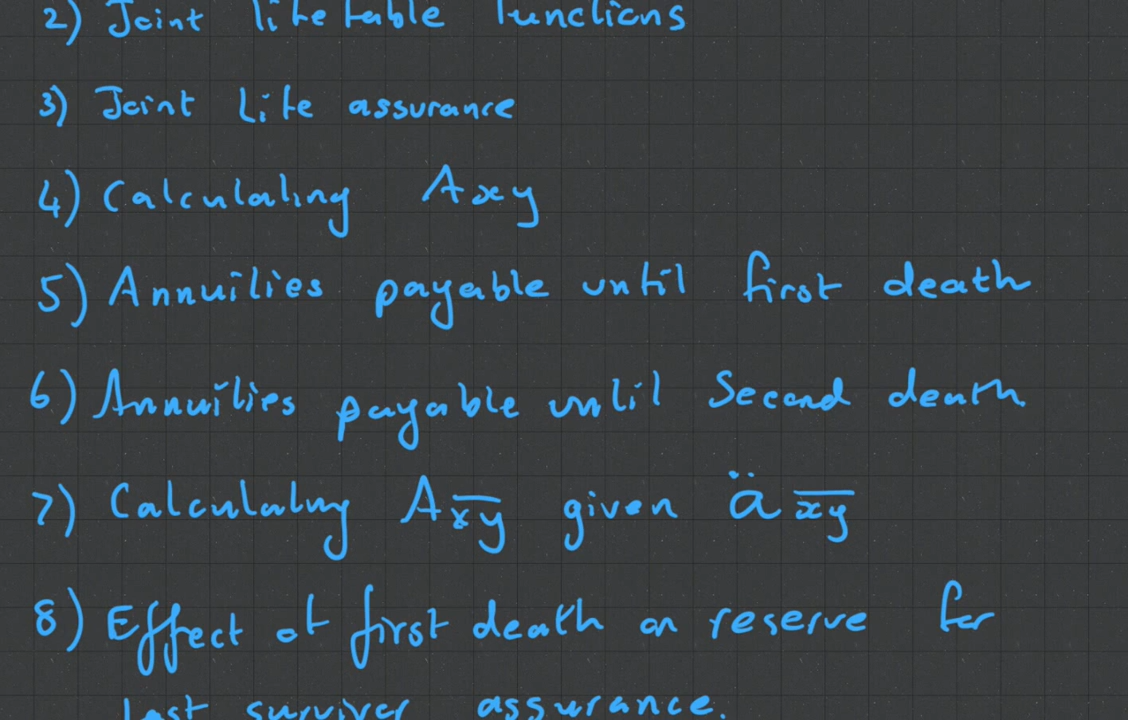 2) Joint life table functions
3) Joint Life assurance
4) Calculating Axy
5) Annuities payable until first death
6) Annuities payable until Second death.
7) Calculating A x̅y̅ given ä x̅y̅
8) Effect of first death on reserve for
last survivor assurance.